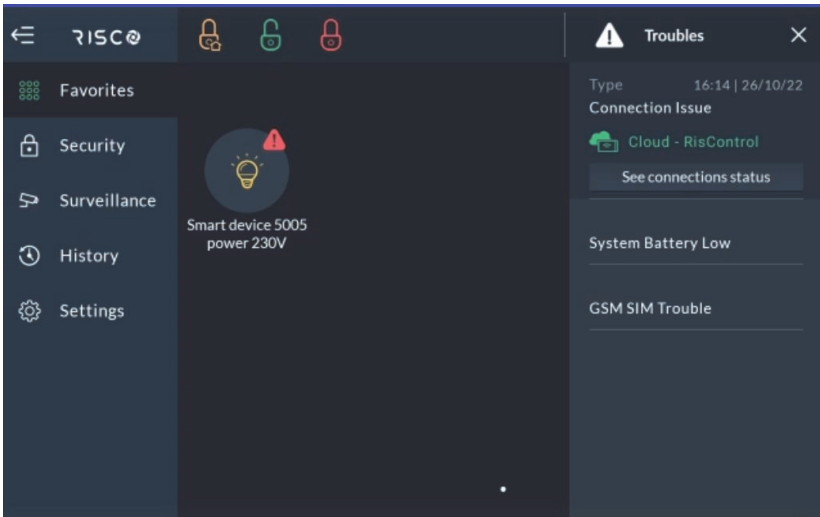 RISCO
Favorites
Security
Surveillance
History
Settings
Smart device 5005
power 230V
Troubles
Type 16:14 | 26/10/22
Connection Issue
Cloud - RisControl
See connections status
System Battery Low
GSM SIM Trouble